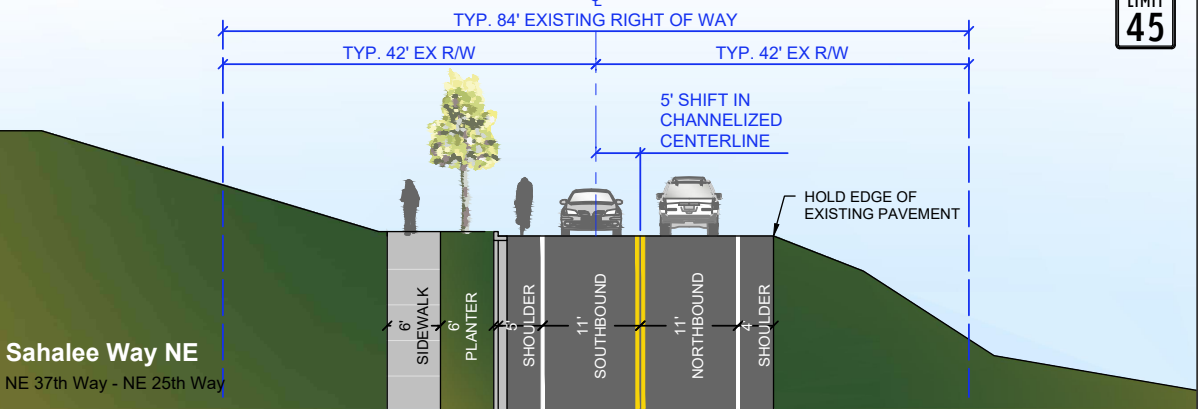 ℄
TYP. 84' EXISTING RIGHT OF WAY
LIMIT
45
TYP. 42' EX R/W
TYP. 42' EX R/W
5' SHIFT IN
CHANNELIZED
CENTERLINE
HOLD EDGE OF
EXISTING PAVEMENT
6'
SIDEWALK
6'
PLANTER
5'
SHOULDER
11'
SOUTHBOUND
11'
NORTHBOUND
4'
SHOULDER
Sahalee Way NE
NE 37th Way - NE 25th Way